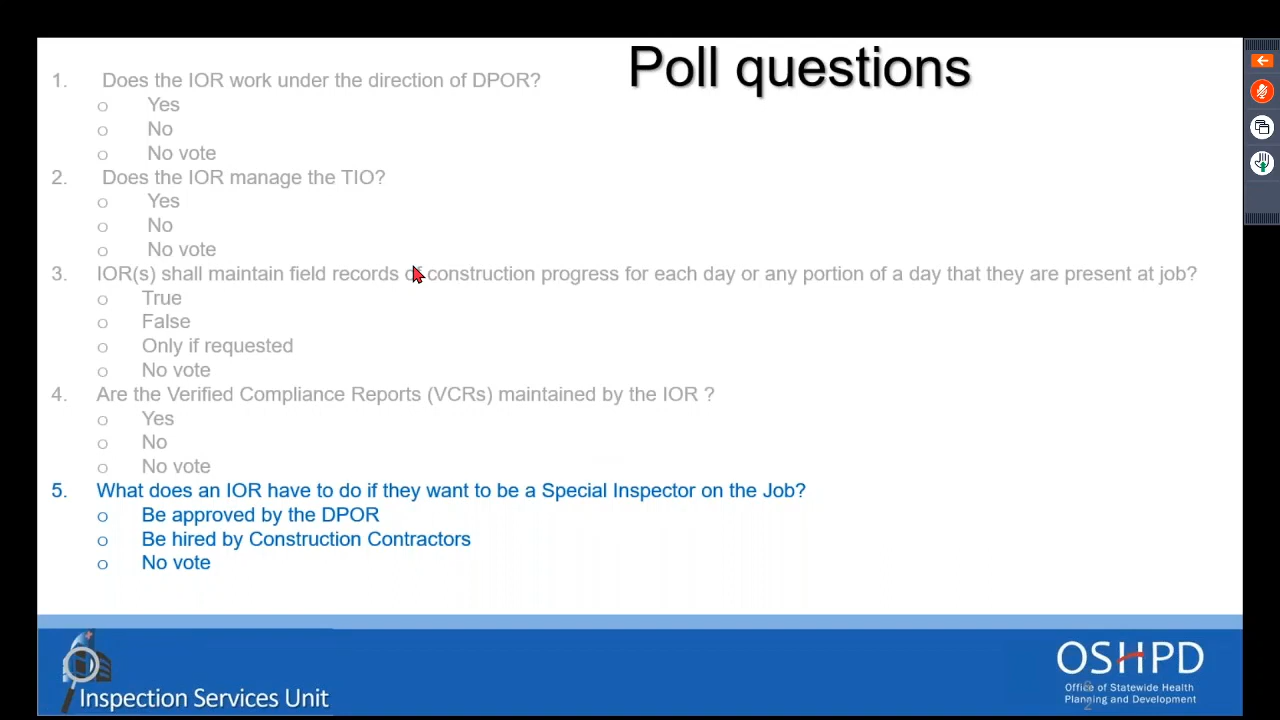 Poll questions
1. Does the IOR work under the direction of DPOR?
o Yes
o No
o No vote
2. Does the IOR manage the TIO?
o Yes
o No
o No vote
3. IOR(s) shall maintain field records of construction progress for each day or any portion of a day that they are present at job?
o True
o False
o Only if requested
o No vote
4. Are the Verified Compliance Reports (VCRs) maintained by the IOR ?
o Yes
o No
o No vote
5. What does an IOR have to do if they want to be a Special Inspector on the Job?
o Be approved by the DPOR
o Be hired by Construction Contractors
o No vote
Inspection Services Unit
OSHPD
Office of Statewide Health
Planning and Development